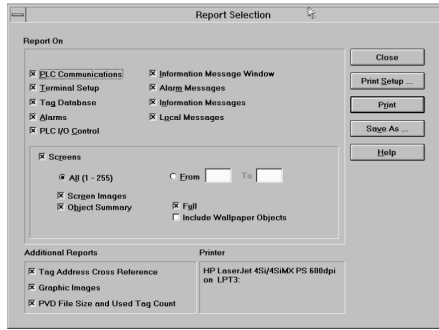 Report Selection
Report On
PLC Communications
Terminal Setup
Tag Database
Alarms
PLC I/O Control
Information Message Window
Alarm Messages
Information Messages
Local Messages
Screens
All (1 - 255)
From To
Screen Images
Object Summary
Full
Include Wallpaper Objects
Close
Print Setup ...
Print
Save As ...
Help
Additional Reports
Tag Address Cross Reference
Graphic Images
PVD File Size and Used Tag Count
Printer
HP LaserJet 4Si/4SiMX PS 600dpi
on LPT3: